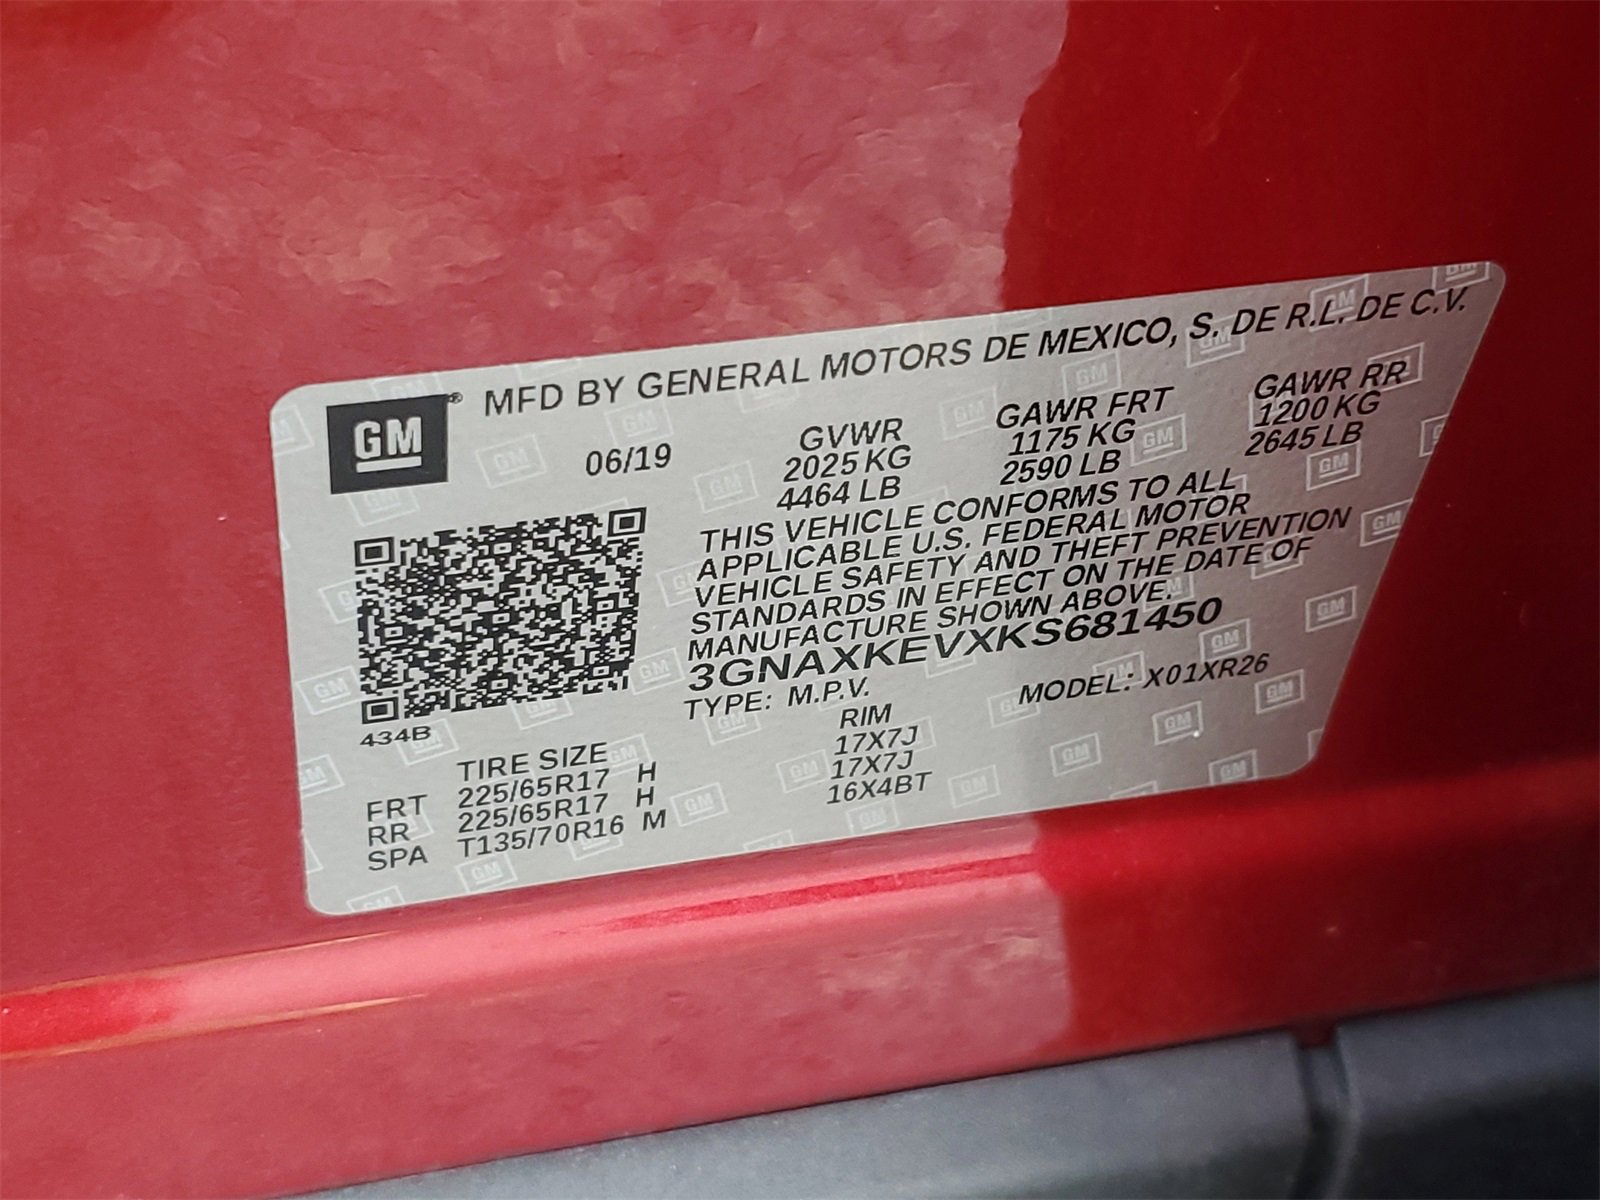 GM® MFD BY GENERAL MOTORS DE MEXICO, S. DE R.L. DE C.V.
06/19
GVWR GAWR FRT GAWR RR
2025 KG 1175 KG 1200 KG
4464 LB 2590 LB 2645 LB
THIS VEHICLE CONFORMS TO ALL
APPLICABLE U.S. FEDERAL MOTOR
VEHICLE SAFETY AND THEFT PREVENTION
STANDARDS IN EFFECT ON THE DATE OF
MANUFACTURE SHOWN ABOVE.
3GNAXKEVXKS681450
TYPE: M.P.V. MODEL: X01XR26
434B
TIRE SIZE RIM
FRT 225/65R17 H 17X7J
RR 225/65R17 H 17X7J
SPA T135/70R16 M 16X4BT